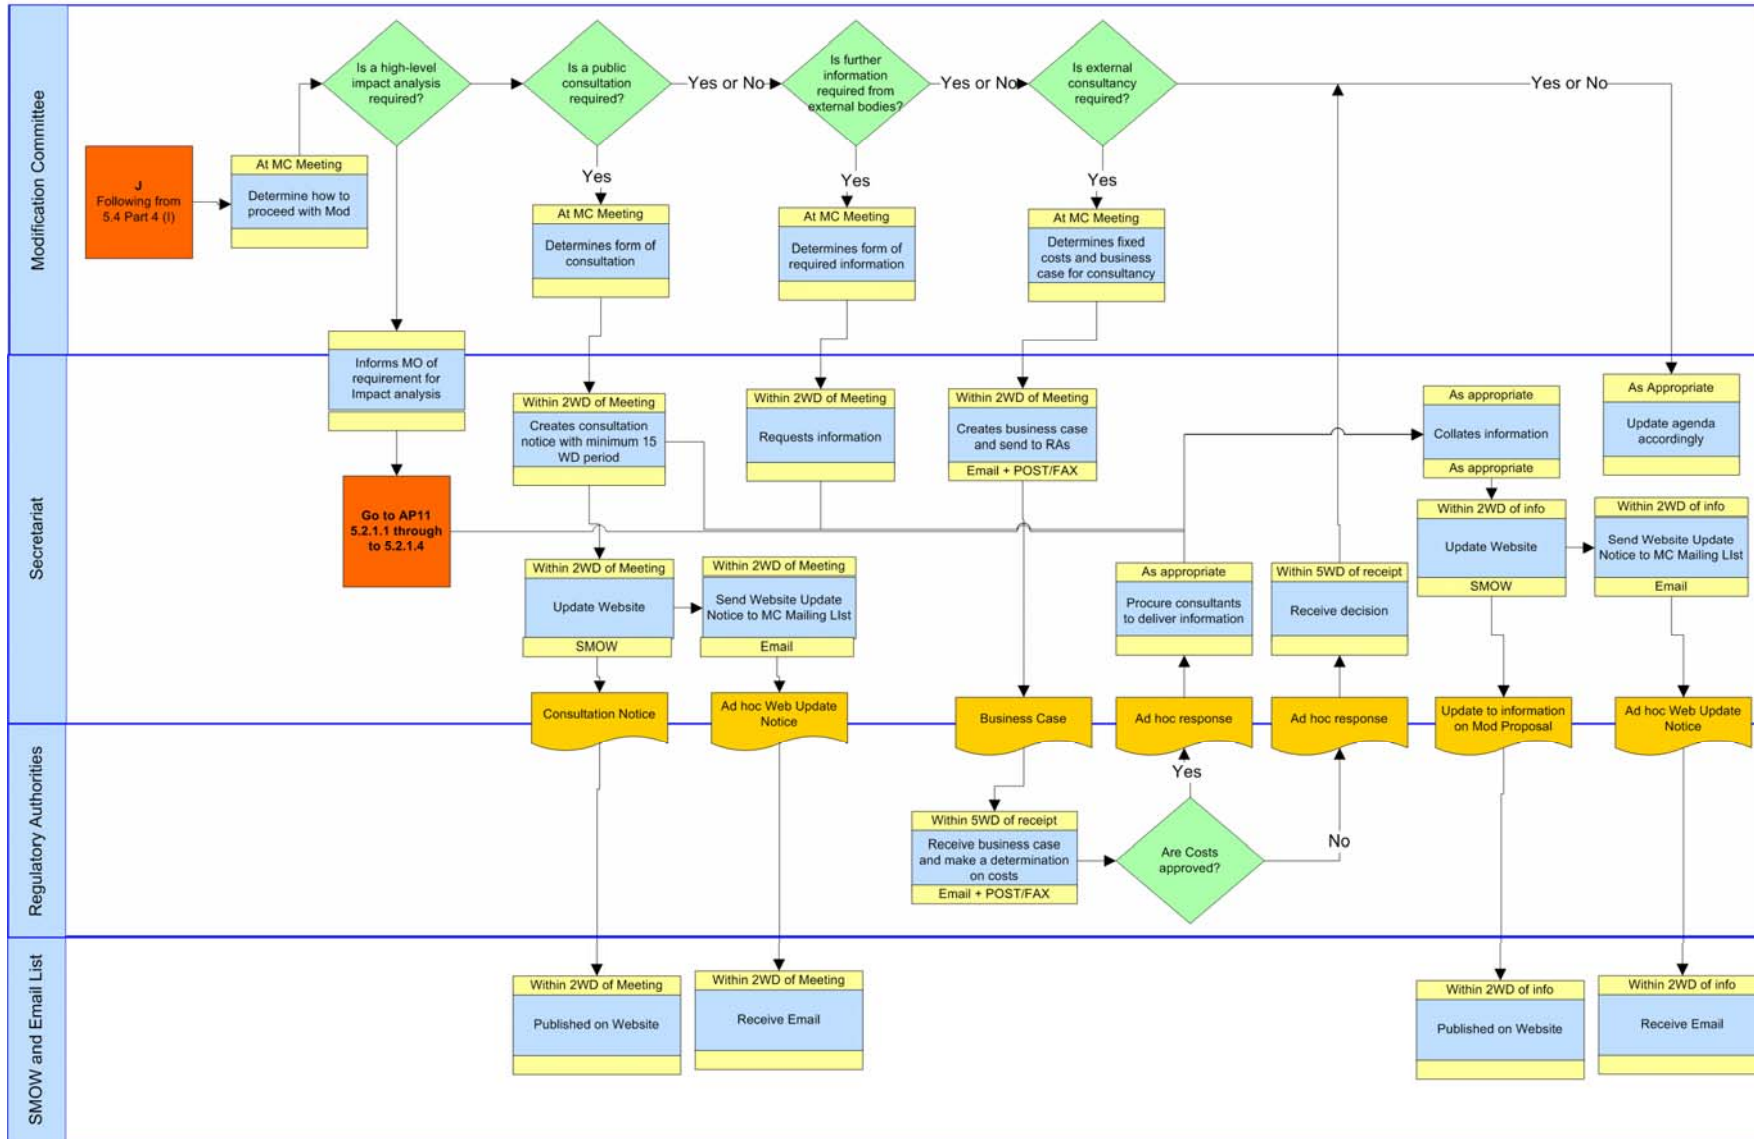 Modification Committee
Is a high-level
impact analysis
required?
Is a public
consultation
required?
Yes or No
Is further
information
required from
external bodies?
Yes or No
Is external
consultancy
required?
Yes or No
J
Following from
5.4 Part 4 (I)
At MC Meeting
Determine how to
proceed with Mod
Yes
Yes
Yes
At MC Meeting
Determines form of
consultation
At MC Meeting
Determines form of
required information
At MC Meeting
Determines fixed
costs and business
case for consultancy
Secretariat
Informs MO of
requirement for
Impact analysis
Within 2WD of Meeting
Creates consultation
notice with minimum 15
WD period
Within 2WD of Meeting
Requests information
Within 2WD of Meeting
Creates business case
and send to RAs
Email + POST/FAX
As appropriate
Collates information
As appropriate
As Appropriate
Update agenda
accordingly
Go to AP11
5.2.1.1 through
to 5.2.1.4
Within 2WD of Meeting
Update Website
SMOW
Within 2WD of Meeting
Send Website Update
Notice to MC Mailing LIst
Email
As appropriate
Procure consultants
to deliver information
Within 5WD of receipt
Receive decision
Within 2WD of info
Update Website
SMOW
Within 2WD of info
Send Website Update
Notice to MC Mailing LIst
Email
Consultation Notice
Ad hoc Web Update
Notice
Business Case
Ad hoc response
Ad hoc response
Update to information
on Mod Proposal
Ad hoc Web Update
Notice
Regulatory Authorities
Yes
Within 5WD of receipt
Receive business case
and make a determination
on costs
Email + POST/FAX
Are Costs
approved?
No
SMOW and Email List
Within 2WD of Meeting
Published on Website
Within 2WD of Meeting
Receive Email
Within 2WD of info
Published on Website
Within 2WD of info
Receive Email